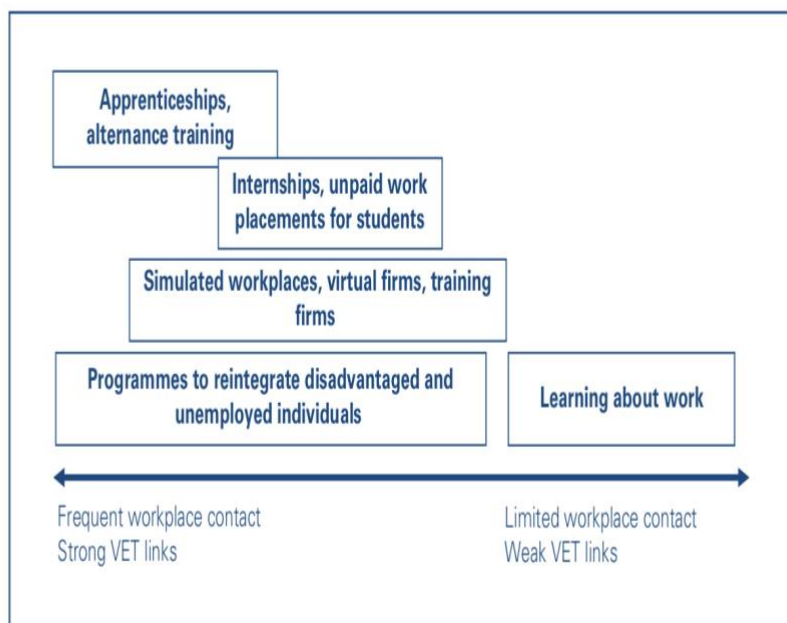 Apprenticeships,
alternance training
Internships, unpaid work
placements for students
Simulated workplaces, virtual firms, training
firms
Programmes to reintegrate disadvantaged and
unemployed individuals
Learning about work
Frequent workplace contact
Strong VET links
Limited workplace contact
Weak VET links